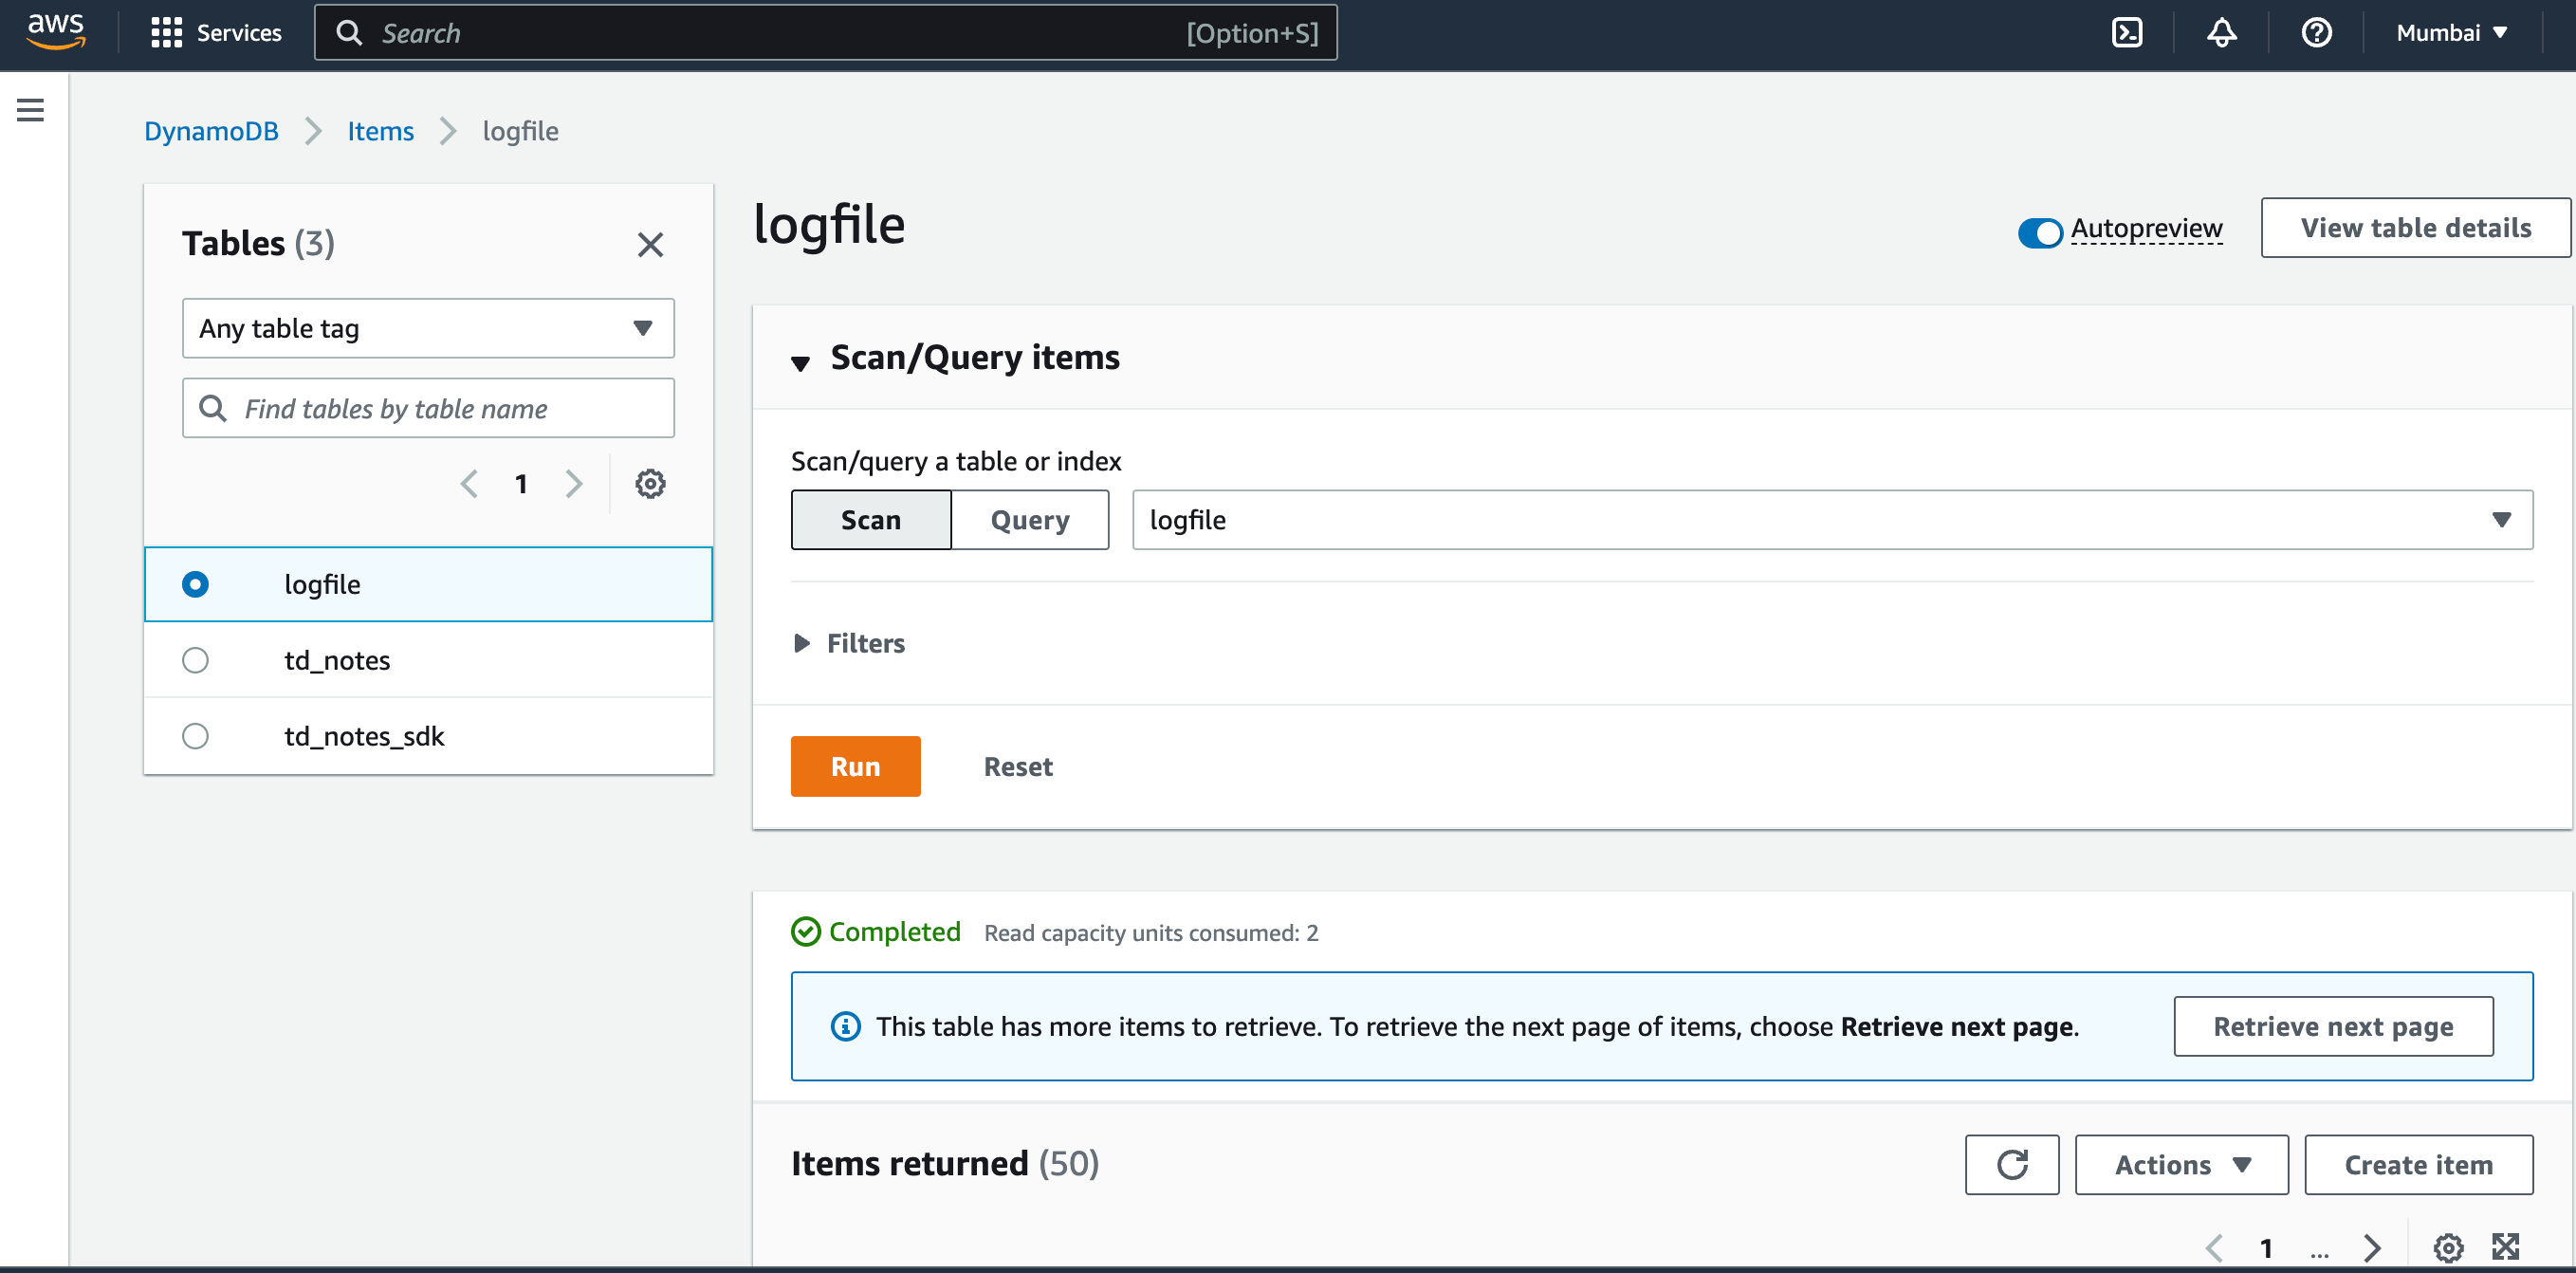 aws Services Search [Option+S] Mumbai
DynamoDB Items logfile
Tables (3)
Any table tag
Find tables by table name
1
logfile
td_notes
td_notes_sdk
logfile
Autopreview View table details
Scan/Query items
Scan/query a table or index
Scan Query logfile
Filters
Run Reset
Completed Read capacity units consumed: 2
This table has more items to retrieve. To retrieve the next page of items, choose Retrieve next page. Retrieve next page
Items returned (50) Actions Create item
1 ...